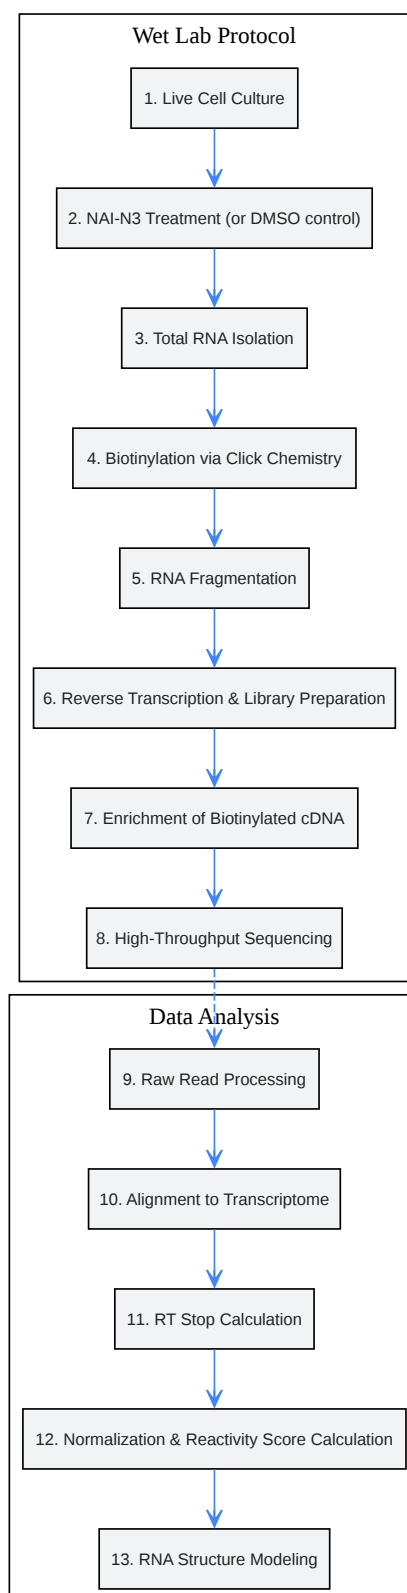 Wet Lab Protocol
1. Live Cell Culture
2. NAI-N3 Treatment (or DMSO control)
3. Total RNA Isolation
4. Biotinylation via Click Chemistry
5. RNA Fragmentation
6. Reverse Transcription & Library Preparation
7. Enrichment of Biotinylated cDNA
8. High-Throughput Sequencing
Data Analysis
9. Raw Read Processing
10. Alignment to Transcriptome
11. RT Stop Calculation
12. Normalization & Reactivity Score Calculation
13. RNA Structure Modeling